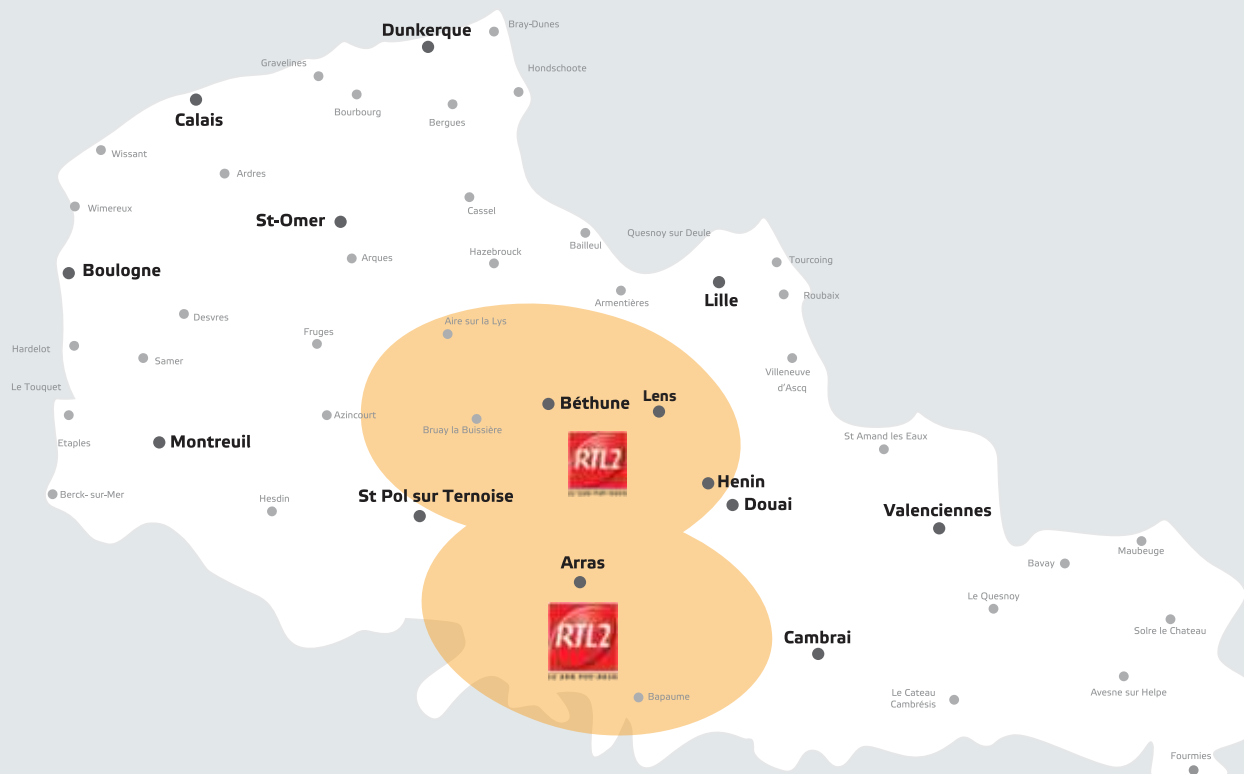 Dunkerque
Bray-Dunes
Gravelines
Hondschoote
Bourbourg
Calais
Bergues
Wissant
Ardres
Wimereux
Cassel
St-Omer
Quesnoy sur Deule
Bailleul
Hazebrouck
Arques
Tourcoing
Boulogne
Roubaix
Armentières
Lille
Desvres
Aire sur la Lys
Fruges
Hardelot
Samer
Villeneuve
d'Ascq
Le Touquet
Lens
Béthune
Azincourt
Bruay la Buissière
St Amand les Eaux
Etaples
Montreuil
RTL2
Henin
Berck- sur-Mer
Hesdin
St Pol sur Ternoise
Douai
Valenciennes
Maubeuge
Bavay
Arras
Le Quesnoy
RTL2
Solre le Chateau
Cambrai
Bapaume
Le Cateau
Cambrésis
Avesne sur Helpe
Fourmies